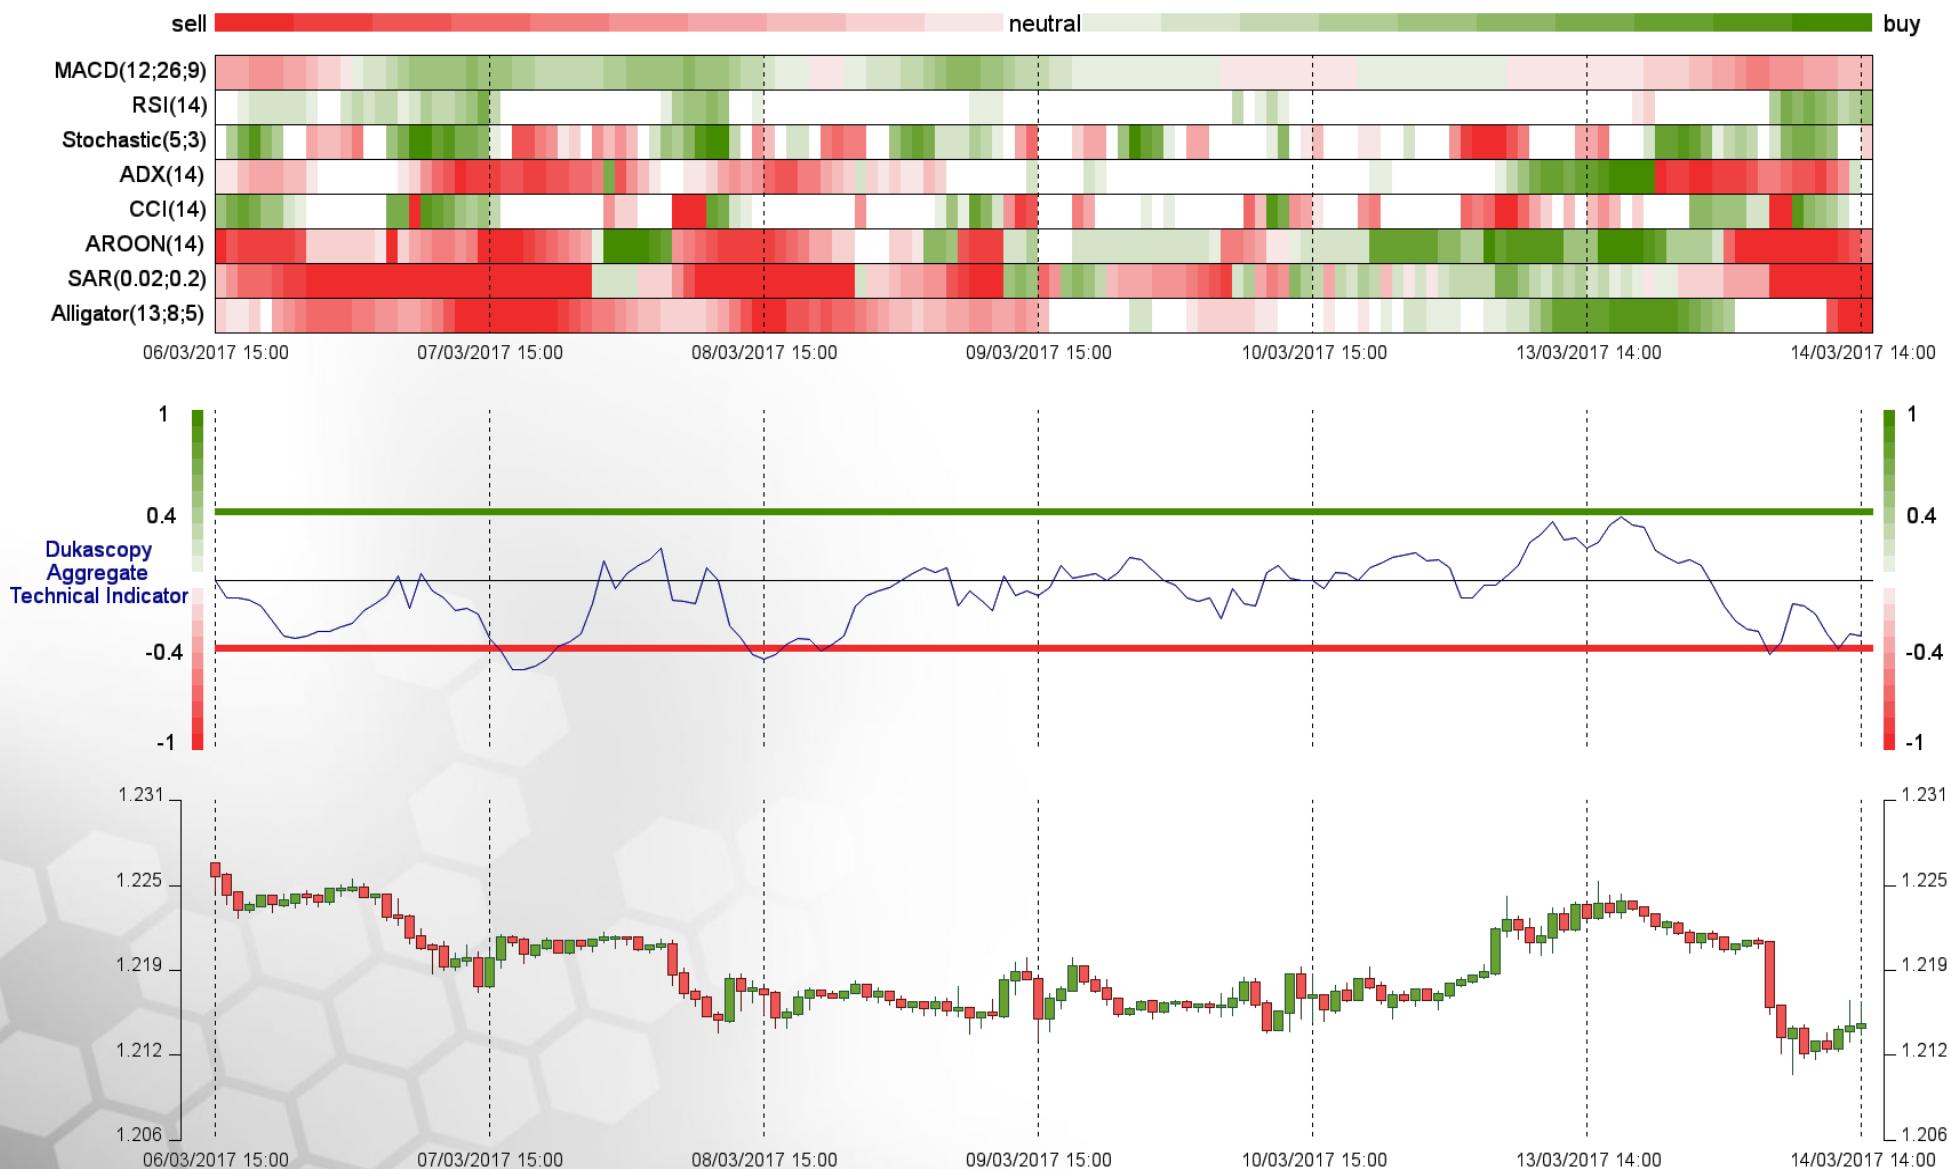 sell neutral buy
MACD(12;26;9)
RSI(14)
Stochastic(5;3)
ADX(14)
CCI(14)
AROON(14)
SAR(0.02;0.2)
Alligator(13;8;5)
06/03/2017 15:00 07/03/2017 15:00 08/03/2017 15:00 09/03/2017 15:00 10/03/2017 15:00 13/03/2017 14:00 14/03/2017 14:00
1 1
0.4 0.4
Dukascopy
Aggregate
Technical Indicator
-0.4 -0.4
-1 -1
1.231 1.231
1.225 1.225
1.219 1.219
1.212 1.212
1.206 1.206
06/03/2017 15:00 07/03/2017 15:00 08/03/2017 15:00 09/03/2017 15:00 10/03/2017 15:00 13/03/2017 14:00 14/03/2017 14:00